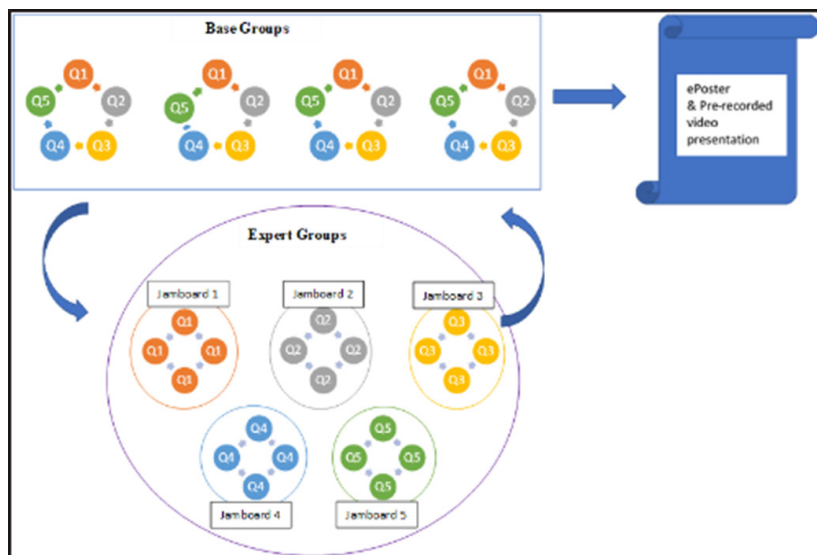 Base Groups
Q1
Q5
Q2
Q4
Q3
Q1
Q5
Q2
Q4
Q3
Q1
Q5
Q2
Q4
Q3
Q1
Q5
Q2
Q4
Q3
ePoster
& Pre-recorded
video
presentation
Expert Groups
Jamboard 1
Q1
Q1
Q1
Q1
Jamboard 2
Q2
Q2
Q2
Q2
Jamboard 3
Q3
Q3
Q3
Q3
Q4
Q4
Q4
Q4
Jamboard 4
Q5
Q5
Q5
Q5
Jamboard 5